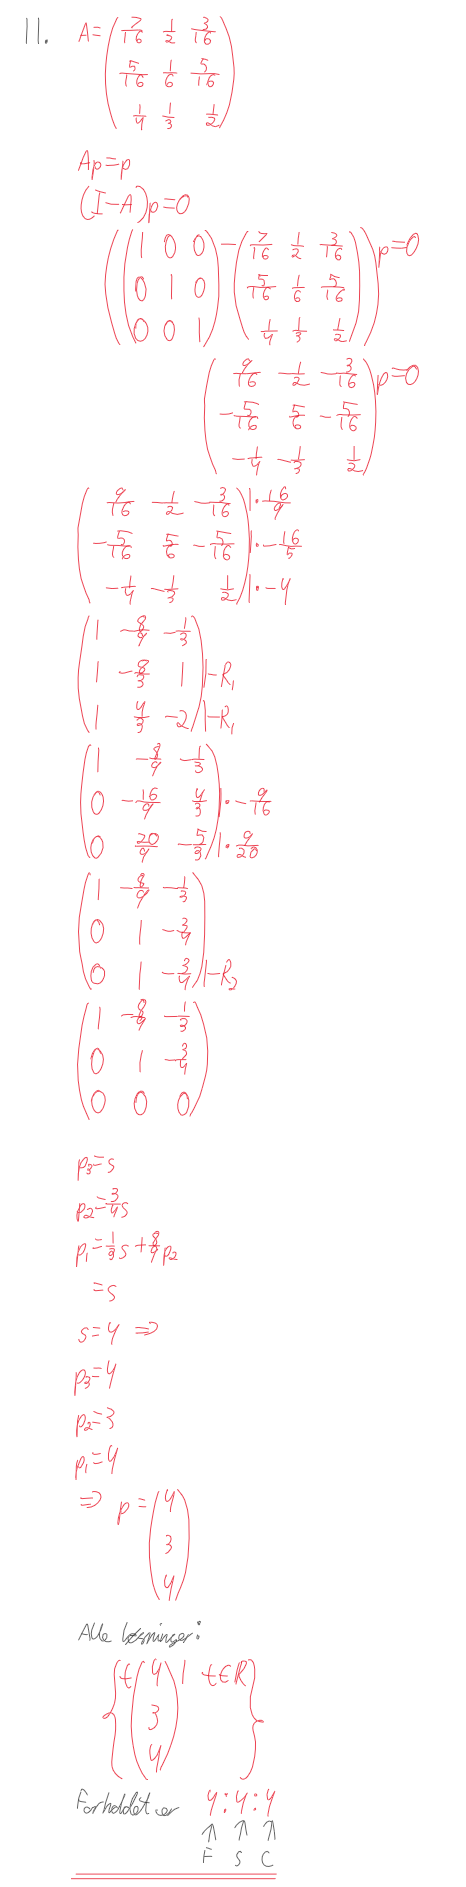 11. A = ( 7/16 1/2 3/16
5/16 1/6 5/16
1/4 1/3 1/2 )
Ap = p
(I - A)p = 0
( ( 1 0 0 ) - ( 7/16 1/2 3/16 ) ) p = 0
0 1 0 5/16 1/6 5/16
0 0 1 1/4 1/3 1/2
( 9/16 -1/2 -3/16 ) p = 0
-5/16 5/6 -5/16
-1/4 -1/3 1/2
( 9/16 -1/2 -3/16 ) | · 16/9
-5/16 5/6 -5/16 | · -16/5
-1/4 -1/3 1/2 | · -4
( 1 -8/9 -1/3 )
1 -8/3 1 | -R₁
1 4/3 -2 | -R₁
( 1 -8/9 -1/3 )
0 -16/9 4/3 | · -9/16
0 20/9 -5/3 | · 9/20
( 1 -8/9 -1/3 )
0 1 -3/4
0 1 -3/4 | -R₂
( 1 -8/9 -1/3 )
0 1 -3/4
0 0 0
p₃ = s
p₂ = 3/4 s
p₁ = 1/3 s + 8/9 p₂
= s
s = 4 ⇒
p₃ = 4
p₂ = 3
p₁ = 4
⇒ p = ( 4
3
4 )
Alle løsninger:
{ t ( 4 ) | t ∈ R }
3
4
Forholdet er 4 : 4 : 4
↑ ↑ ↑
F S C